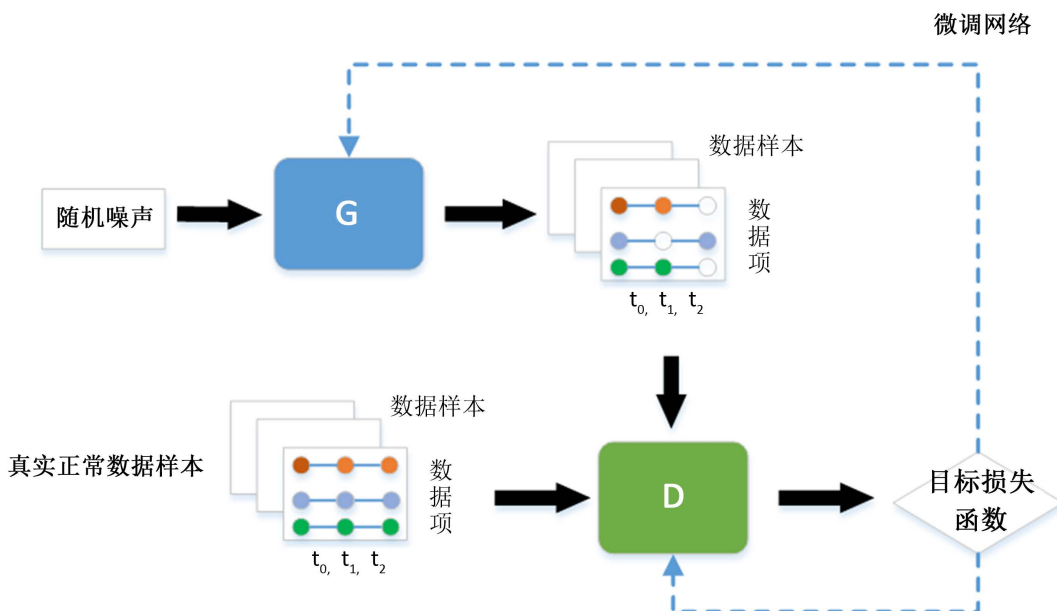 微调网络
随机噪声
G
数据样本
数据项
t₀, t₁, t₂
真实正常数据样本
数据样本
数据项
t₀, t₁, t₂
D
目标损失
函数